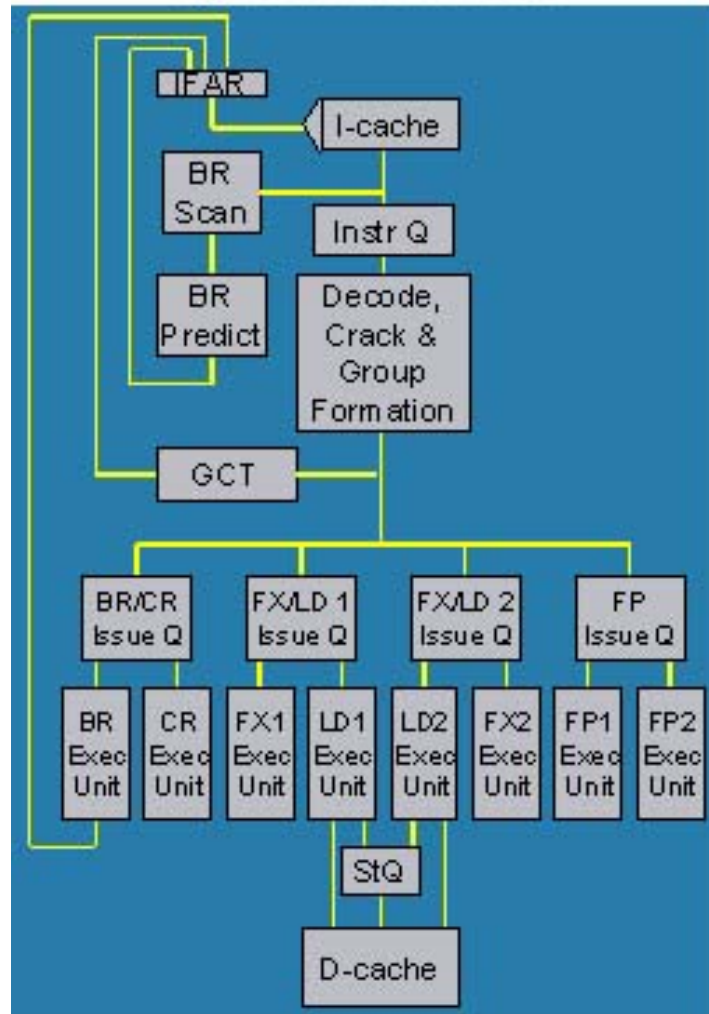 IFAR
I-cache
BR
Scan
Instr Q
BR
Predict
Decode,
Crack &
Group
Formation
GCT
BR/CR
Issue Q
FX/LD 1
Issue Q
FX/LD 2
Issue Q
FP
Issue Q
BR
Exec
Unit
CR
Exec
Unit
FX1
Exec
Unit
LD1
Exec
Unit
LD2
Exec
Unit
FX2
Exec
Unit
FP1
Exec
Unit
FP2
Exec
Unit
StQ
D-cache